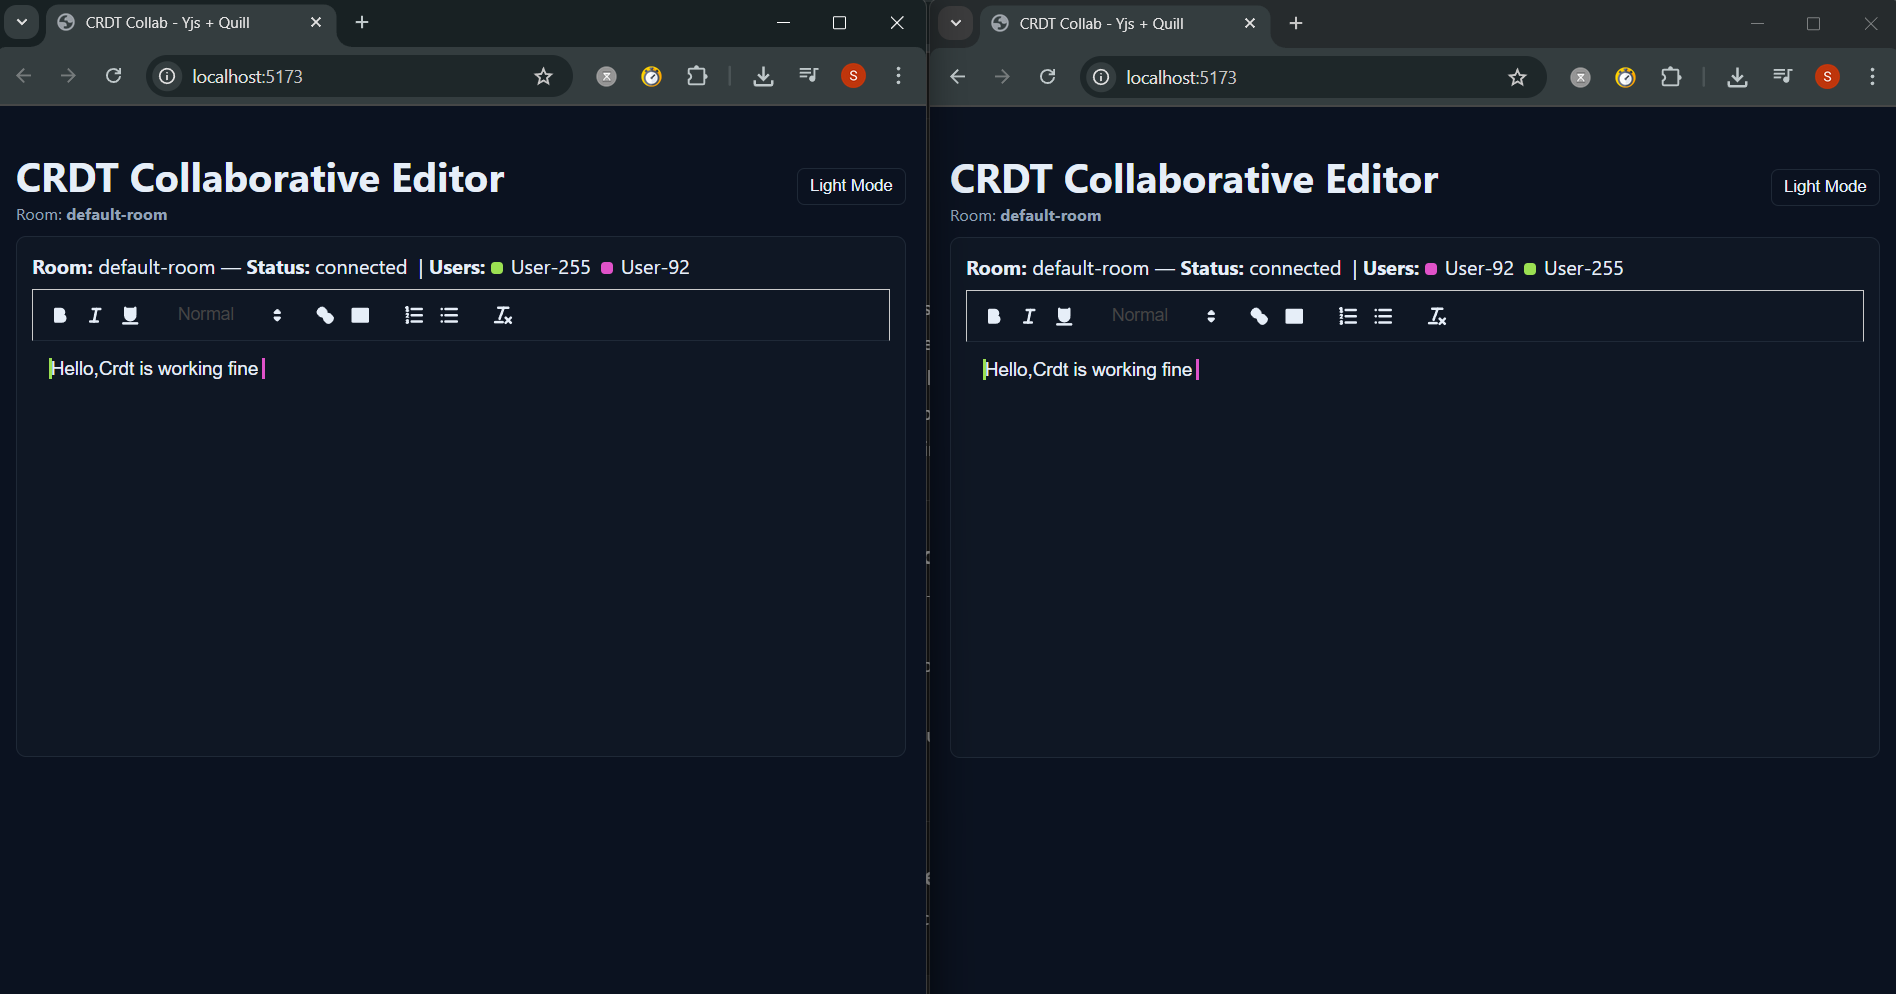 CRDT Collab - Yjs + Quill
localhost:5173
S
CRDT Collaborative Editor
Light Mode
Room: default-room
Room: default-room — Status: connected | Users: User-255 User-92
Normal
Hello,Crdt is working fine
CRDT Collab - Yjs + Quill
localhost:5173
S
CRDT Collaborative Editor
Light Mode
Room: default-room
Room: default-room — Status: connected | Users: User-92 User-255
Normal
Hello,Crdt is working fine